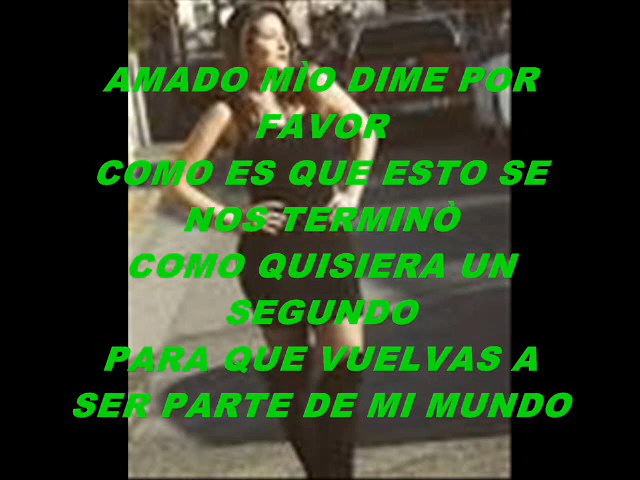 AMADO MÌO DIME POR
FAVOR
COMO ES QUE ESTO SE
NOS TERMINÒ
COMO QUISIERA UN
SEGUNDO
PARA QUE VUELVAS A
SER PARTE DE MI MUNDO